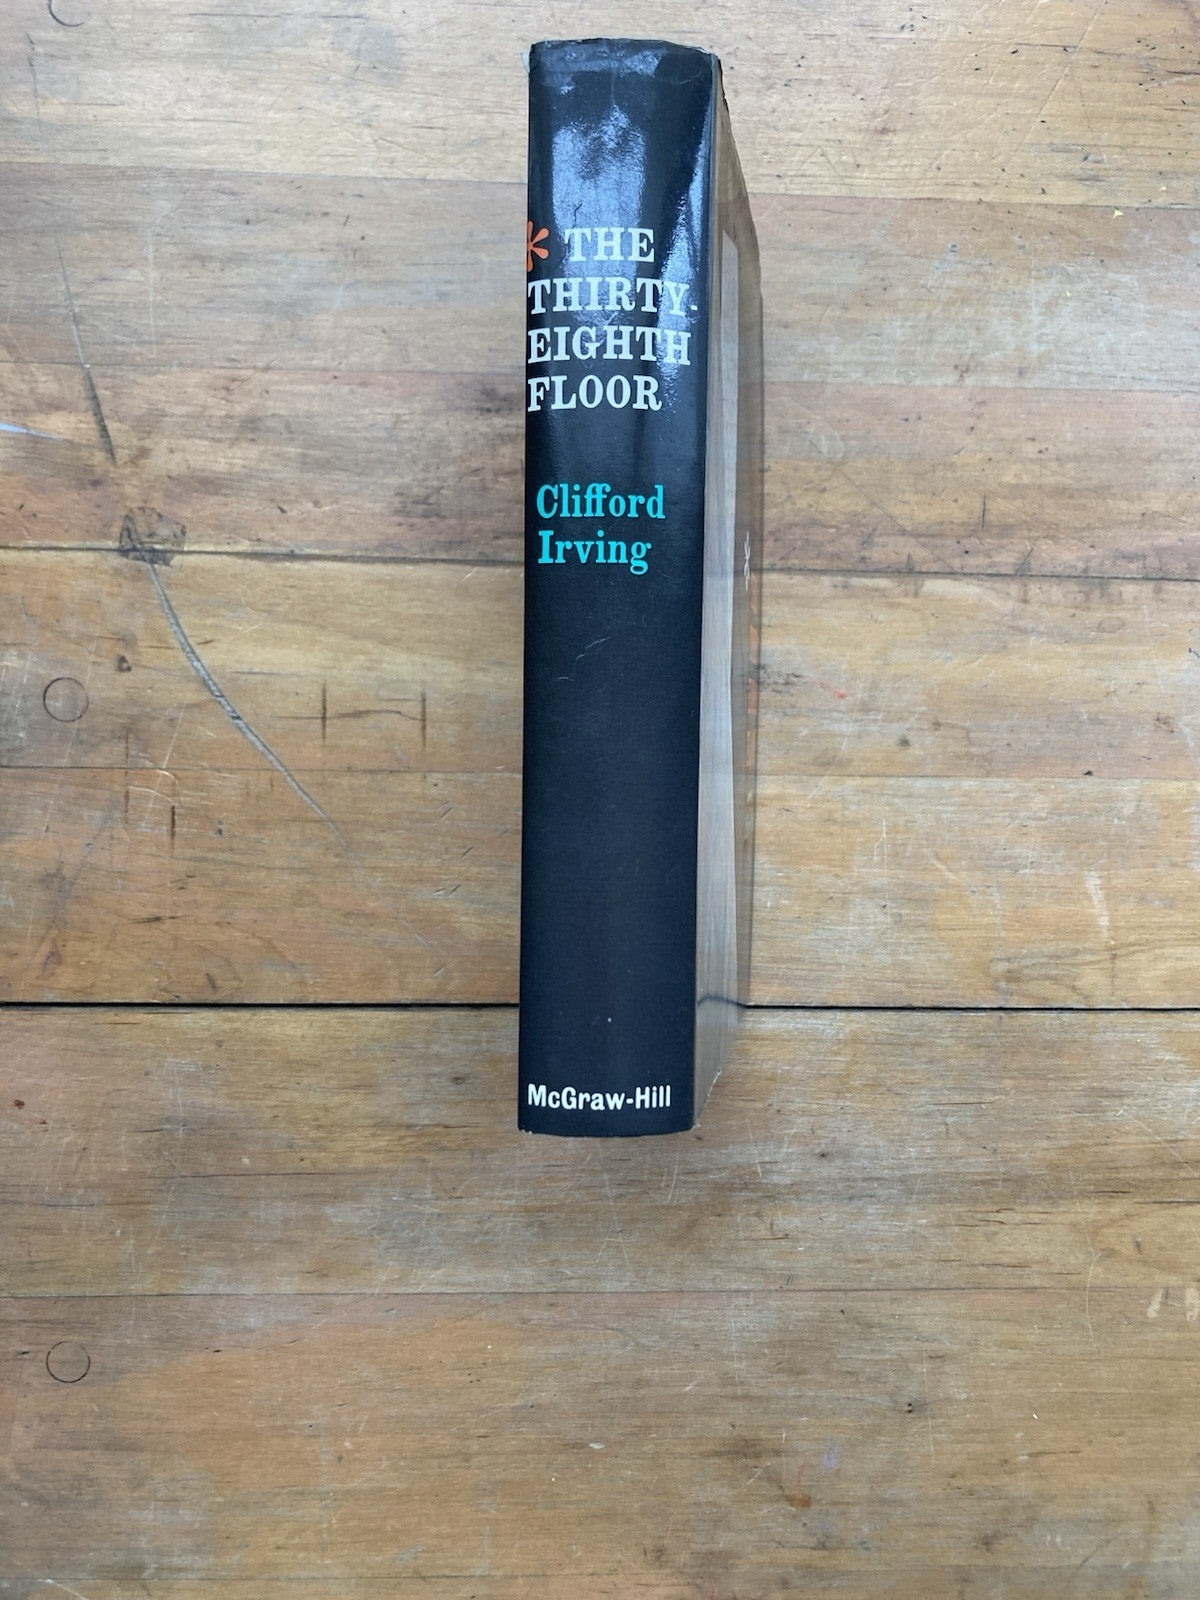 * THE
THIRTY-
EIGHTH
FLOOR
Clifford
Irving
McGraw-Hill